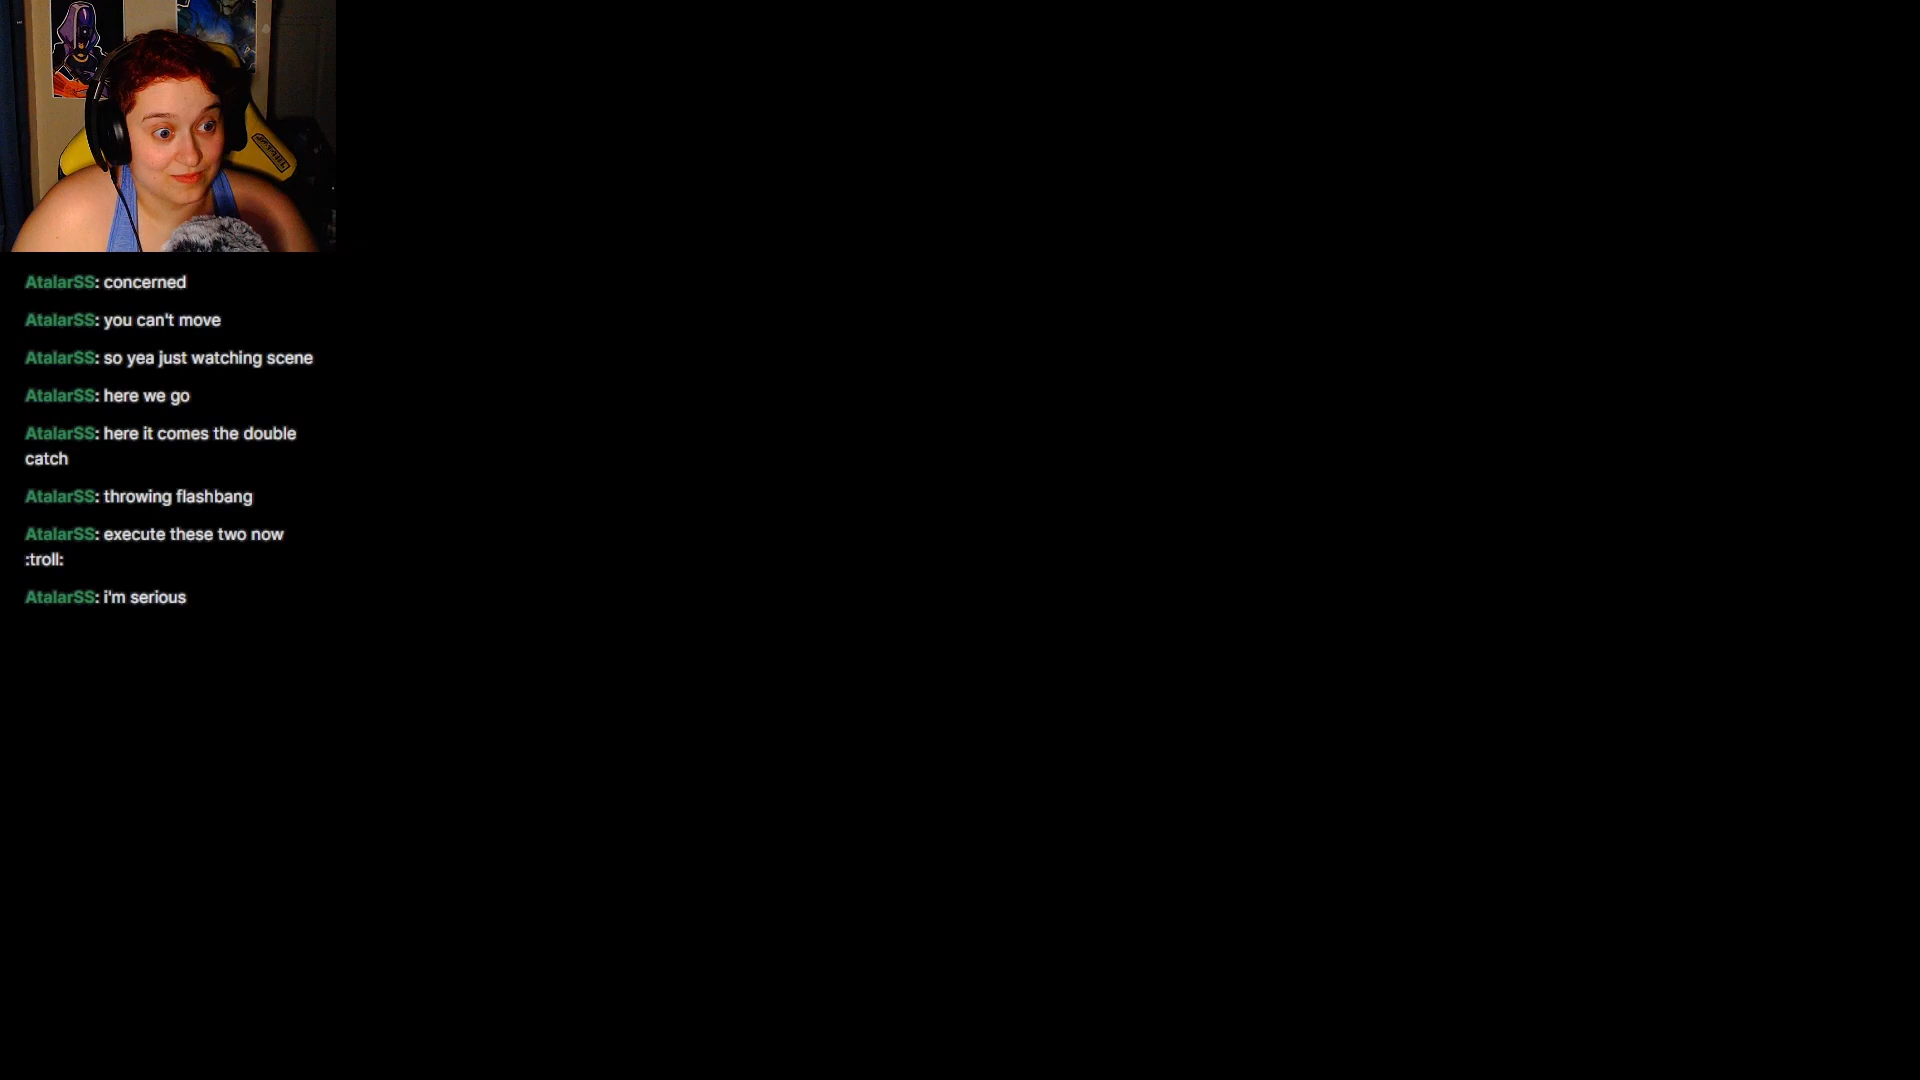 AtalarSS: concerned
AtalarSS: you can't move
AtalarSS: so yea just watching scene
AtalarSS: here we go
AtalarSS: here it comes the double
catch
AtalarSS: throwing flashbang
AtalarSS: execute these two now
:troll:
AtalarSS: i'm serious